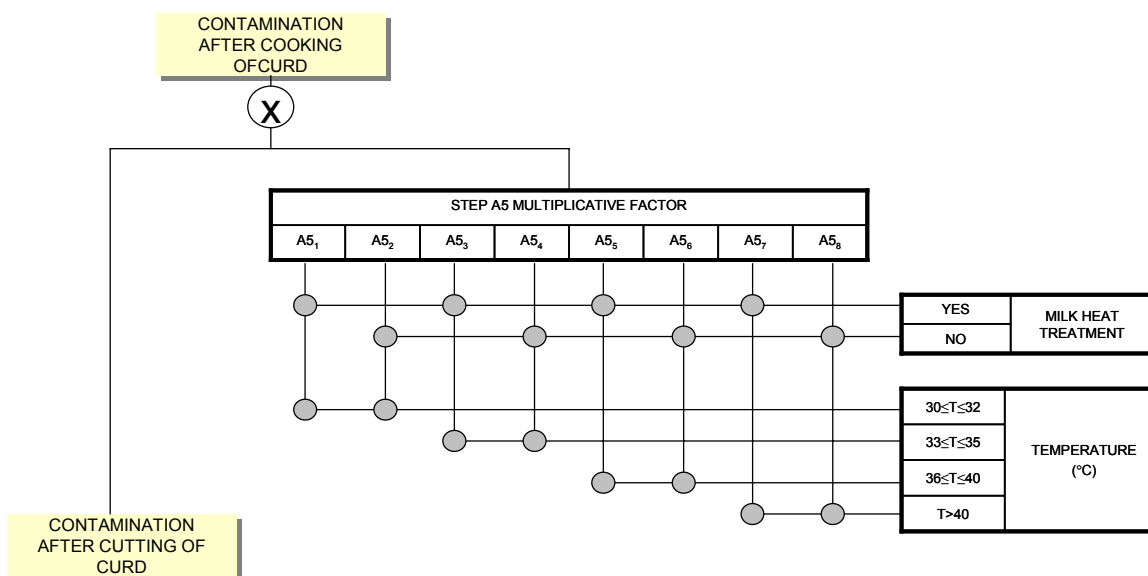 CONTAMINATION
AFTER COOKING
OFCURD
X
STEP A5 MULTIPLICATIVE FACTOR
A5₁ A5₂ A5₃ A5₄ A5₅ A5₆ A5₇ A5₈
YES
NO
MILK HEAT
TREATMENT
30≤T≤32
33≤T≤35
36≤T≤40
T>40
TEMPERATURE
(°C)
CONTAMINATION
AFTER CUTTING OF
CURD